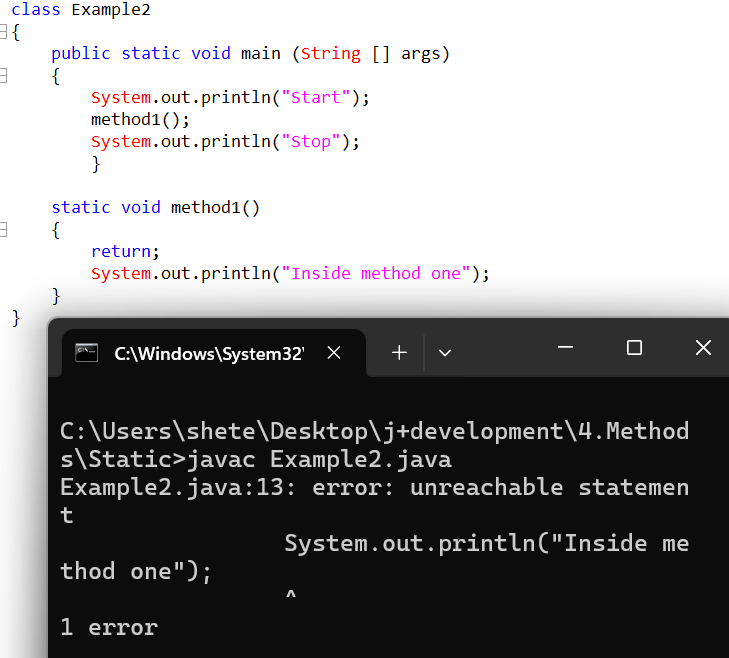 class Example2
{
    public static void main (String [] args)
    {
        System.out.println("Start");
        method1();
        System.out.println("Stop");
        }

    static void method1()
    {
        return;
        System.out.println("Inside method one");
    }
}
C:\Windows\System32\
C:\Users\shete\Desktop\j+development\4.Method
s\Static>javac Example2.java
Example2.java:13: error: unreachable statemen
t
                System.out.println("Inside me
thod one");
                ^
1 error